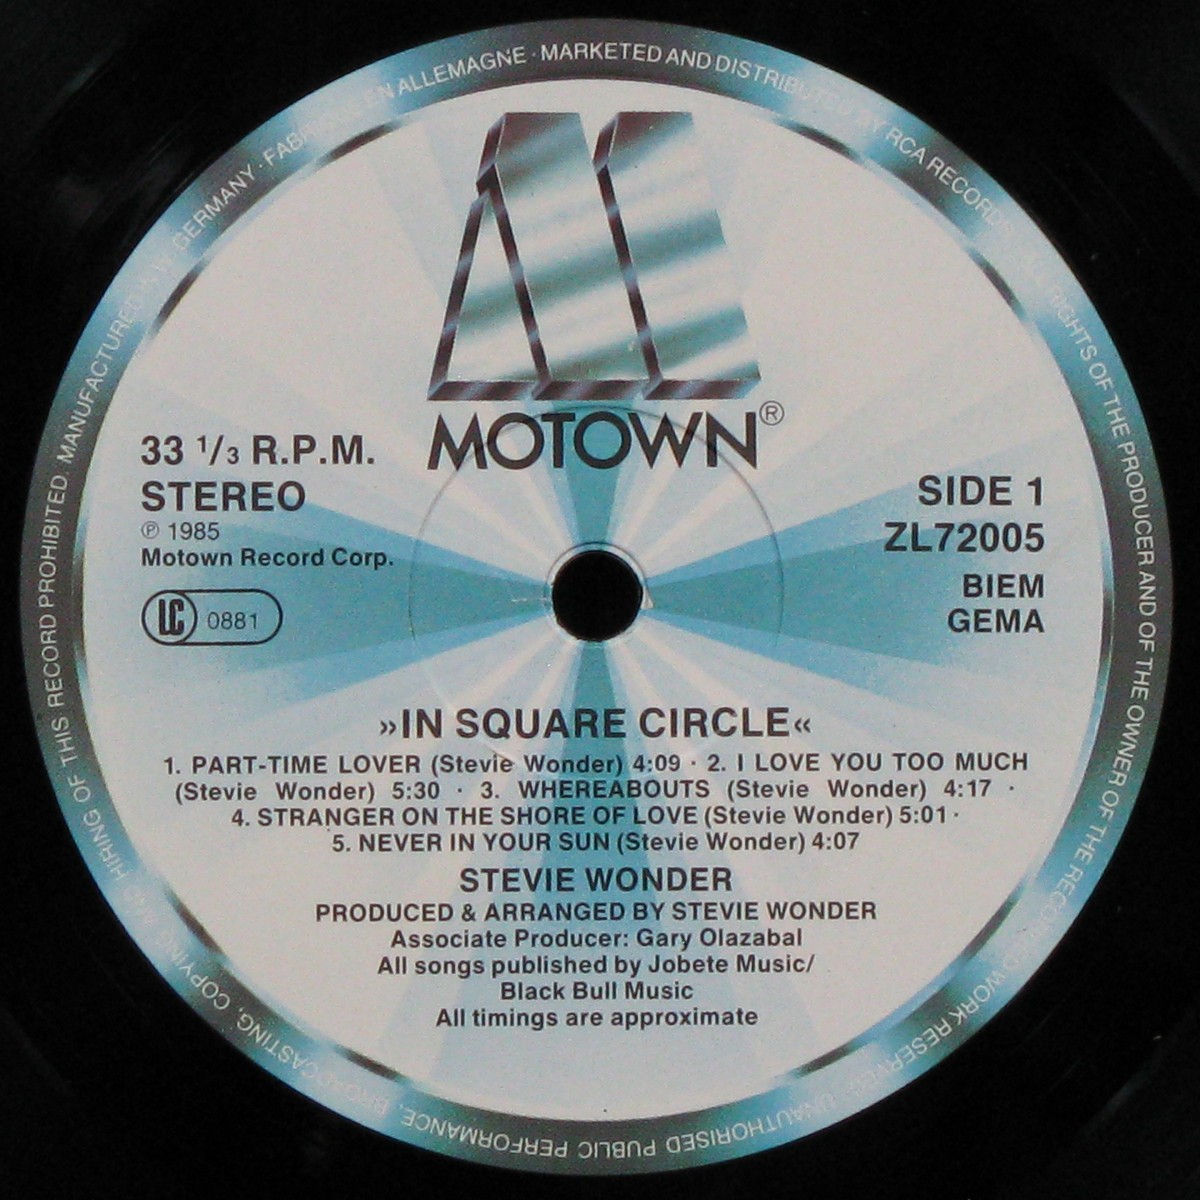 MANUFACTURED IN W. GERMANY · FABRIQUÉ EN ALLEMAGNE · MARKETED AND DISTRIBUTED BY RCA RECORDS. ALL RIGHTS OF THE PRODUCER AND OF THE OWNER OF THE RECORDED WORK RESERVED. UNAUTHORISED PUBLIC PERFORMANCE, BROADCASTING, COPYING AND HIRING OF THIS RECORD PROHIBITED.
MOTOWN®
33 1/3 R.P.M.
STEREO
℗ 1985
Motown Record Corp.
LC 0881
SIDE 1
ZL72005
BIEM
GEMA
»IN SQUARE CIRCLE«
1. PART-TIME LOVER (Stevie Wonder) 4:09 · 2. I LOVE YOU TOO MUCH
(Stevie Wonder) 5:30 · 3. WHEREABOUTS (Stevie Wonder) 4:17 ·
4. STRANGER ON THE SHORE OF LOVE (Stevie Wonder) 5:01 ·
5. NEVER IN YOUR SUN (Stevie Wonder) 4:07
STEVIE WONDER
PRODUCED & ARRANGED BY STEVIE WONDER
Associate Producer: Gary Olazabal
All songs published by Jobete Music/
Black Bull Music
All timings are approximate